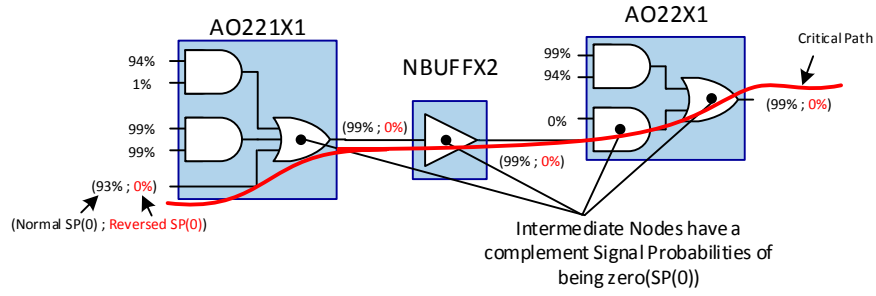 AO221X1
AO22X1
NBUFFX2
Critical Path
94%
1%
99%
99%
(93% ; 0%)
(Normal SP(0) ; Reversed SP(0))
(99% ; 0%)
(99% ; 0%)
99%
94%
0%
(99% ; 0%)
Intermediate Nodes have a
complement Signal Probabilities of
being zero(SP(0))